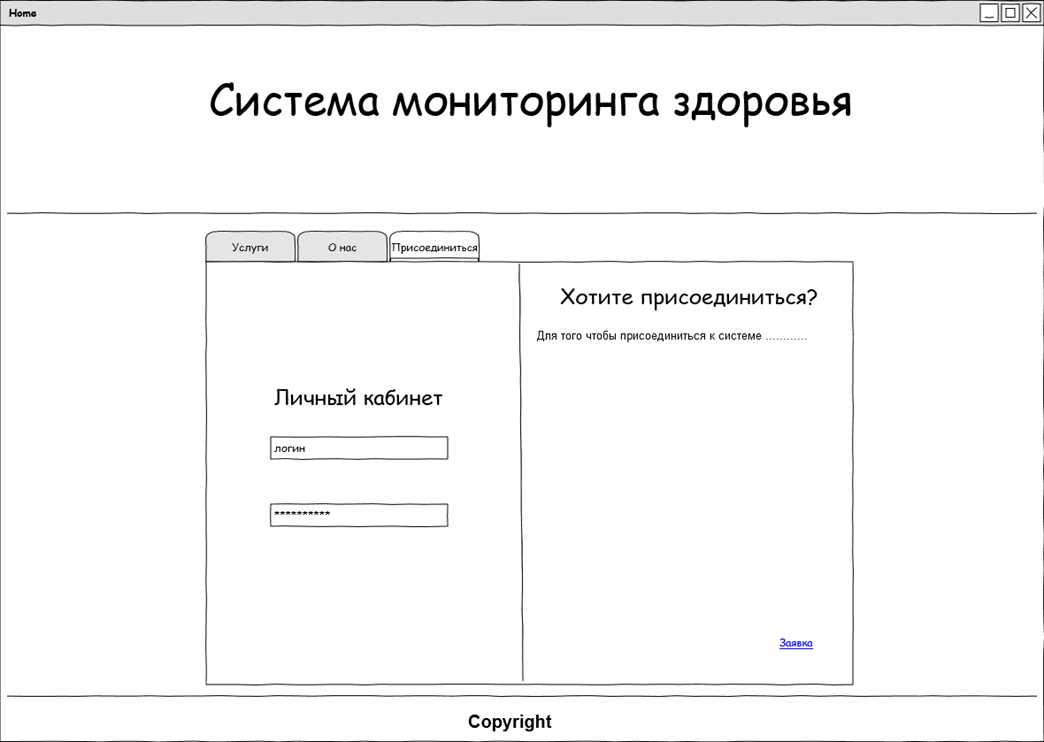 Home
Система мониторинга здоровья
Услуги
О нас
Присоединиться
Личный кабинет
логин
**********
Хотите присоединиться?
Для того чтобы присоединиться к системе ............
Заявка
Copyright